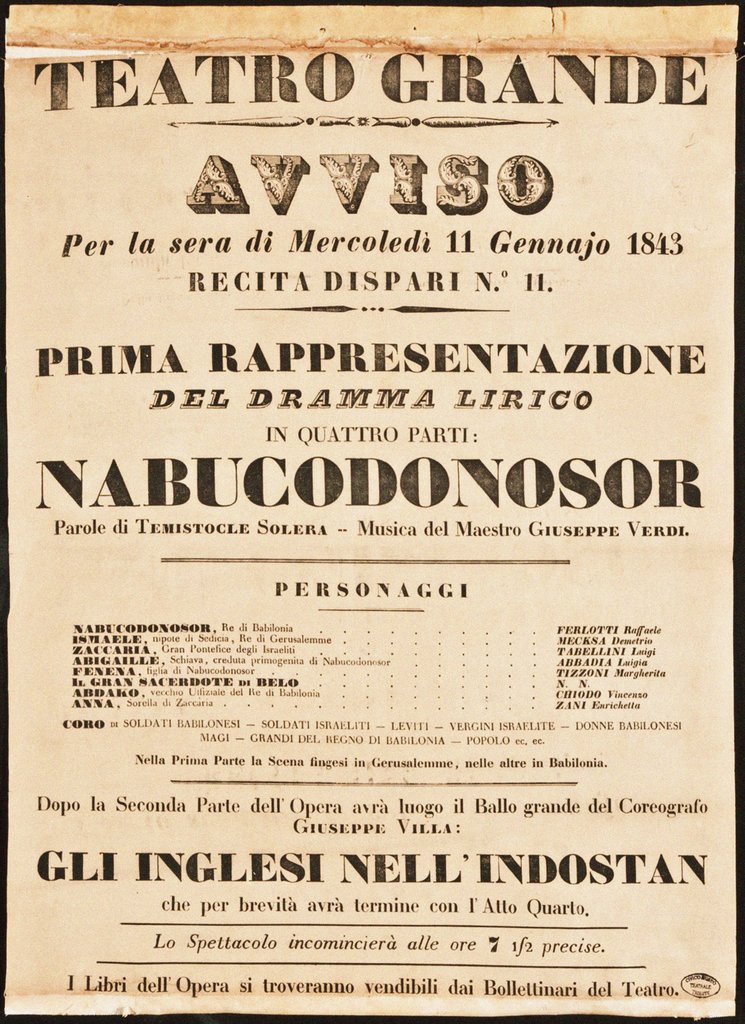 TEATRO GRANDE
AVVISO
Per la sera di Mercoledì 11 Gennajo 1843
RECITA DISPARI N.º 11.
PRIMA RAPPRESENTAZIONE
DEL DRAMMA LIRICO
IN QUATTRO PARTI:
NABUCODONOSOR
Parole di TEMISTOCLE SOLERA -- Musica del Maestro GIUSEPPE VERDI.
PERSONAGGI
NABUCODONOSOR, Re di Babilonia FERLOTTI Raffaele
ISMAELE, nipote di Sedicia, Re di Gerusalemme . . . . . . . . . MECKSA Demetrio
ZACCARIA, Gran Pontefice degli Israeliti . . . . . . . . . . TABELLINI Luigi
ABIGAILLE, Schiava, creduta primogenita di Nabucodonosor . . . . . . . ABBADIA Luigia
FENENA, figlia di Nabucodonosor . . . . . . . . . . . TIZZONI Margherita
IL GRAN SACERDOTE DI BELO . . . . . . . . . . N. N.
ABDAKO, vecchio Uffiziale del Re di Babilonia . . . . . . . . . CHIODO Vincenzo
ANNA, Sorella di Zaccaria . . . . . . . . . . . . ZANI Enrichetta
CORO DI SOLDATI BABILONESI — SOLDATI ISRAELITI — LEVITI — VERGINI ISRAELITE — DONNE BABILONESI
MAGI — GRANDI DEL REGNO DI BABILONIA — POPOLO ec. ec.
Nella Prima Parte la Scena fingesi in Gerusalemme, nelle altre in Babilonia.
Dopo la Seconda Parte dell'Opera avrà luogo il Ballo grande del Coreografo
GIUSEPPE VILLA:
GLI INGLESI NELL'INDOSTAN
che per brevità avrà termine con l'Atto Quarto.
Lo Spettacolo incomincierà alle ore 7 1/2 precise.
I Libri dell'Opera si troveranno vendibili dai Bollettinari del Teatro.
CIVICO MUSEO
TEATRALE
TRIESTE